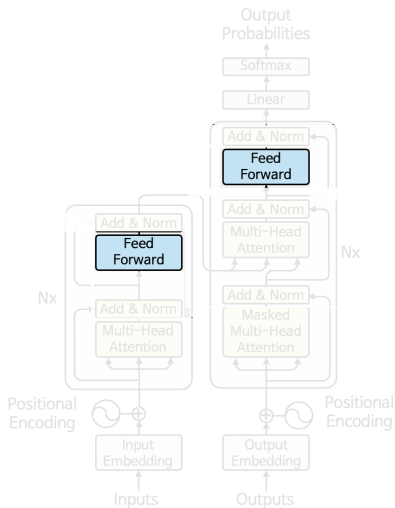 Output
Probabilities
Softmax
Linear
Add & Norm
Feed
Forward
Add & Norm
Multi-Head
Attention
Nx
Add & Norm
Masked
Multi-Head
Attention
Add & Norm
Feed
Forward
Nx
Add & Norm
Multi-Head
Attention
Positional
Encoding
Positional
Encoding
Input
Embedding
Output
Embedding
Inputs
Outputs